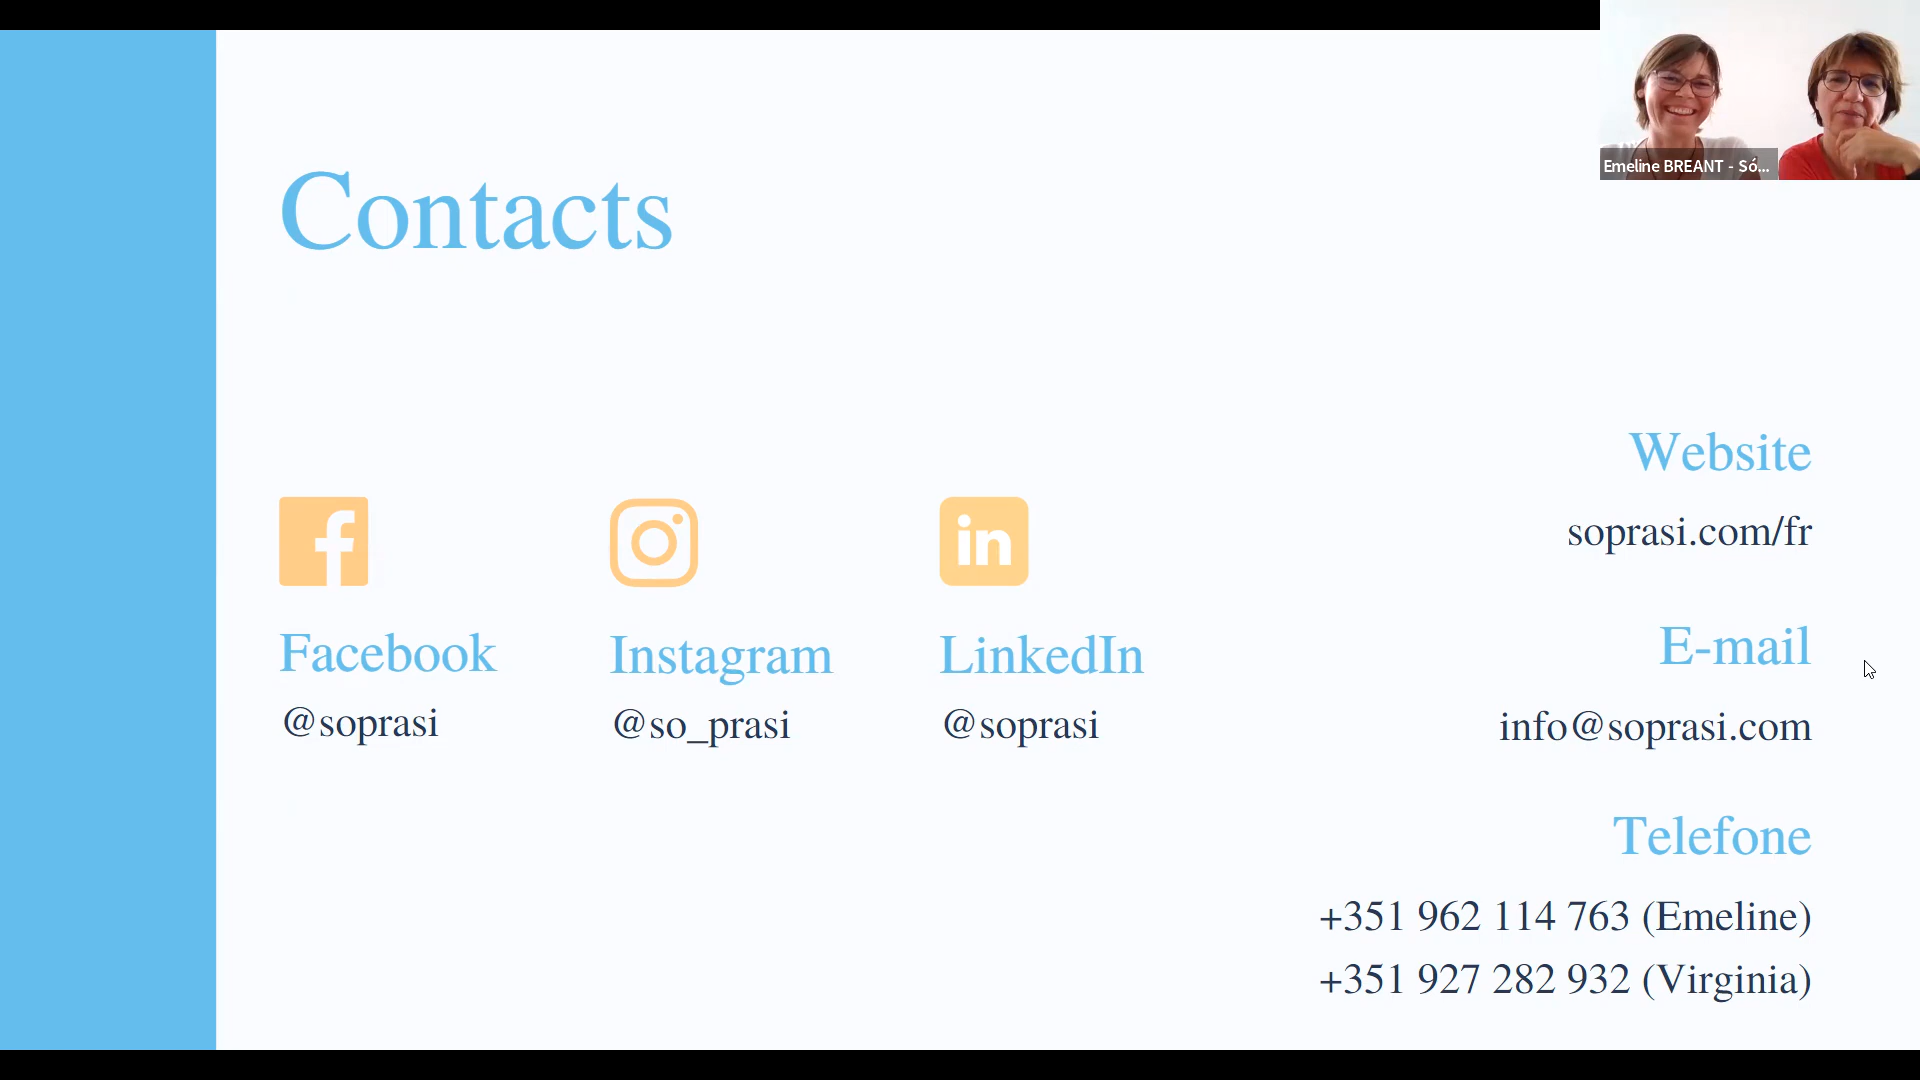 Emeline BREANT - Só...
Contacts
Facebook
@soprasi
Instagram
@so_prasi
LinkedIn
@soprasi
Website
soprasi.com/fr
E-mail
info@soprasi.com
Telefone
+351 962 114 763 (Emeline)
+351 927 282 932 (Virginia)